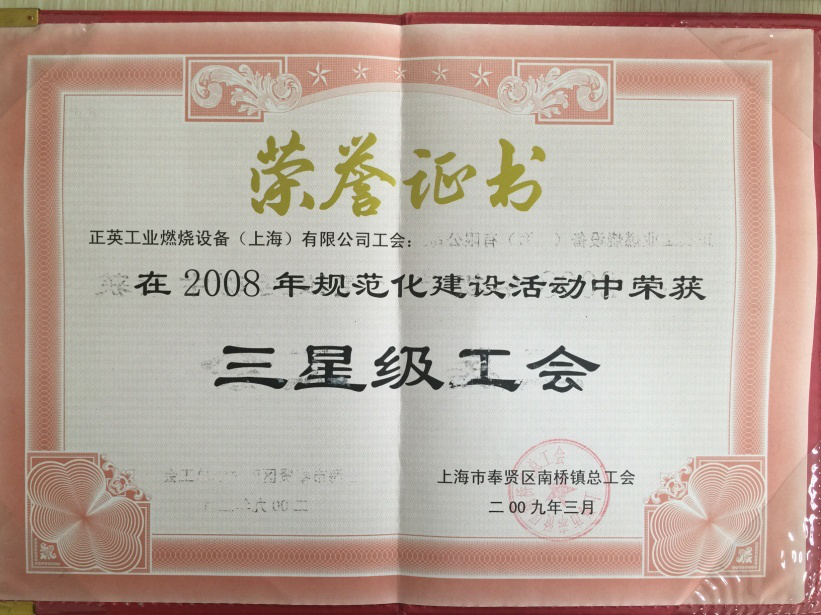 荣誉证书
正英工业燃烧设备（上海）有限公司工会：
在2008年规范化建设活动中荣获
三星级工会
上海市奉贤区南桥镇总工会
二00九年三月